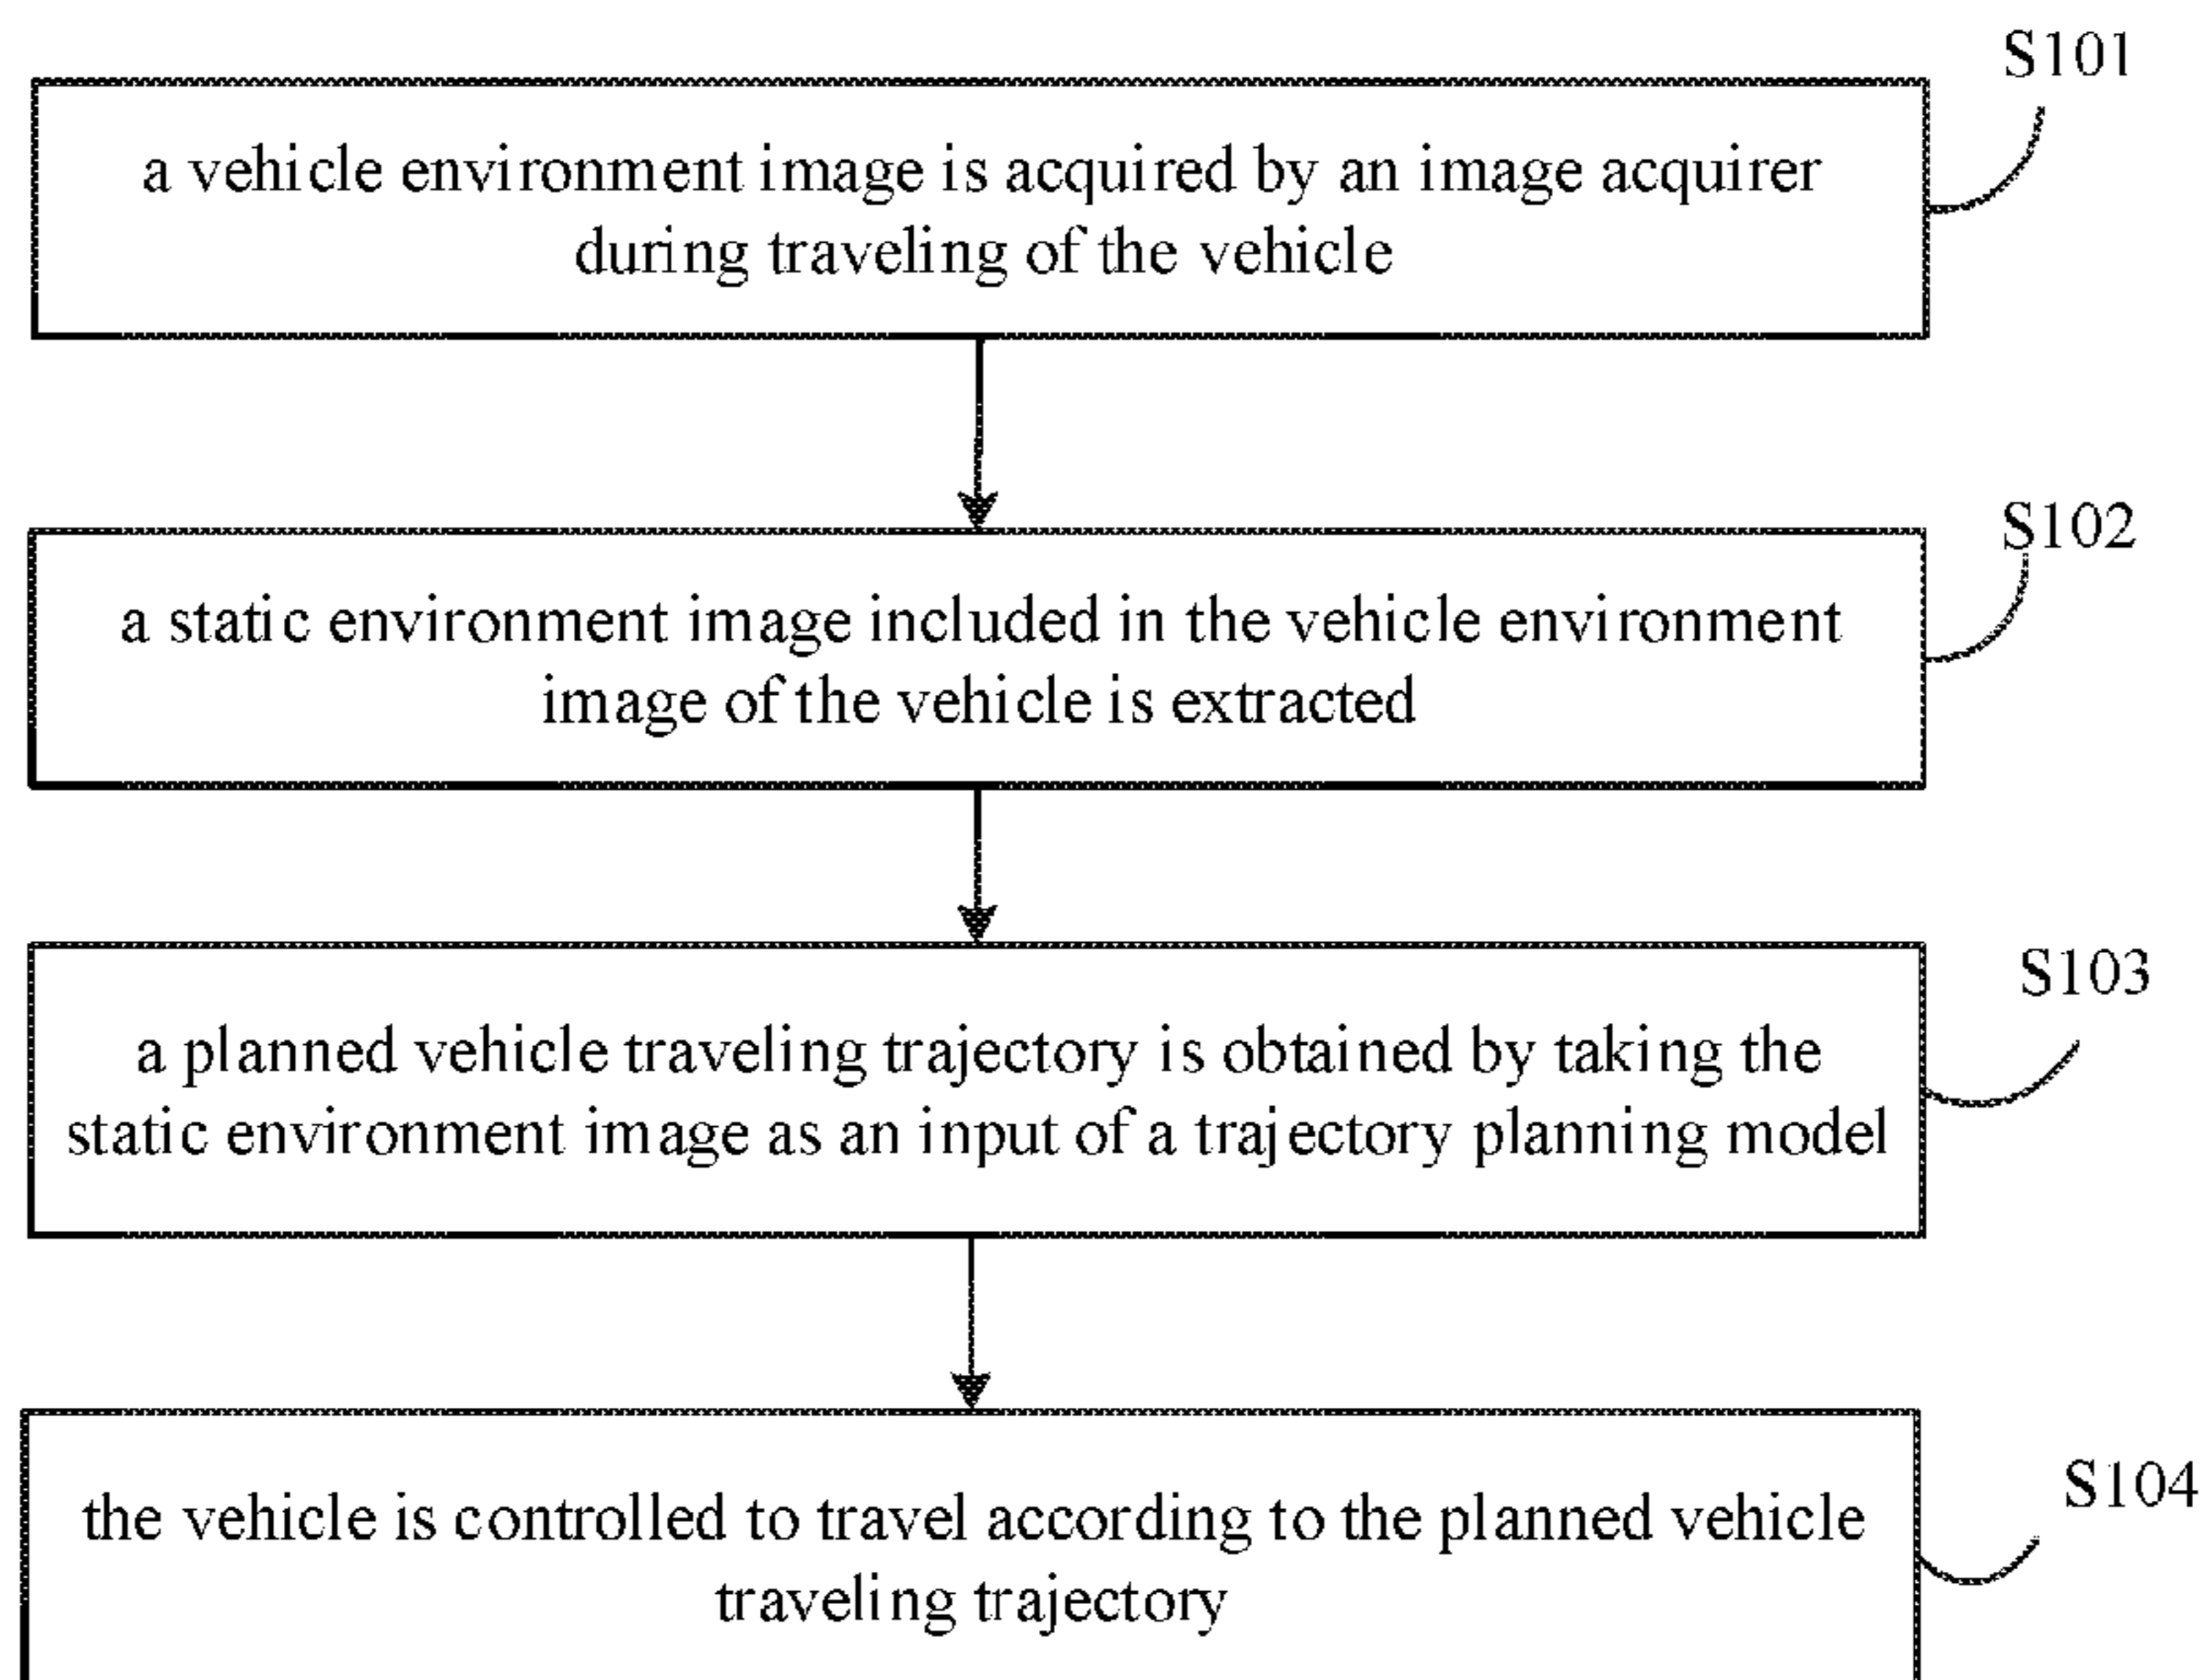 S101
a vehicle environment image is acquired by an image acquirer
during traveling of the vehicle
S102
a static environment image included in the vehicle environment
image of the vehicle is extracted
S103
a planned vehicle traveling trajectory is obtained by taking the
static environment image as an input of a trajectory planning model
S104
the vehicle is controlled to travel according to the planned vehicle
traveling trajectory